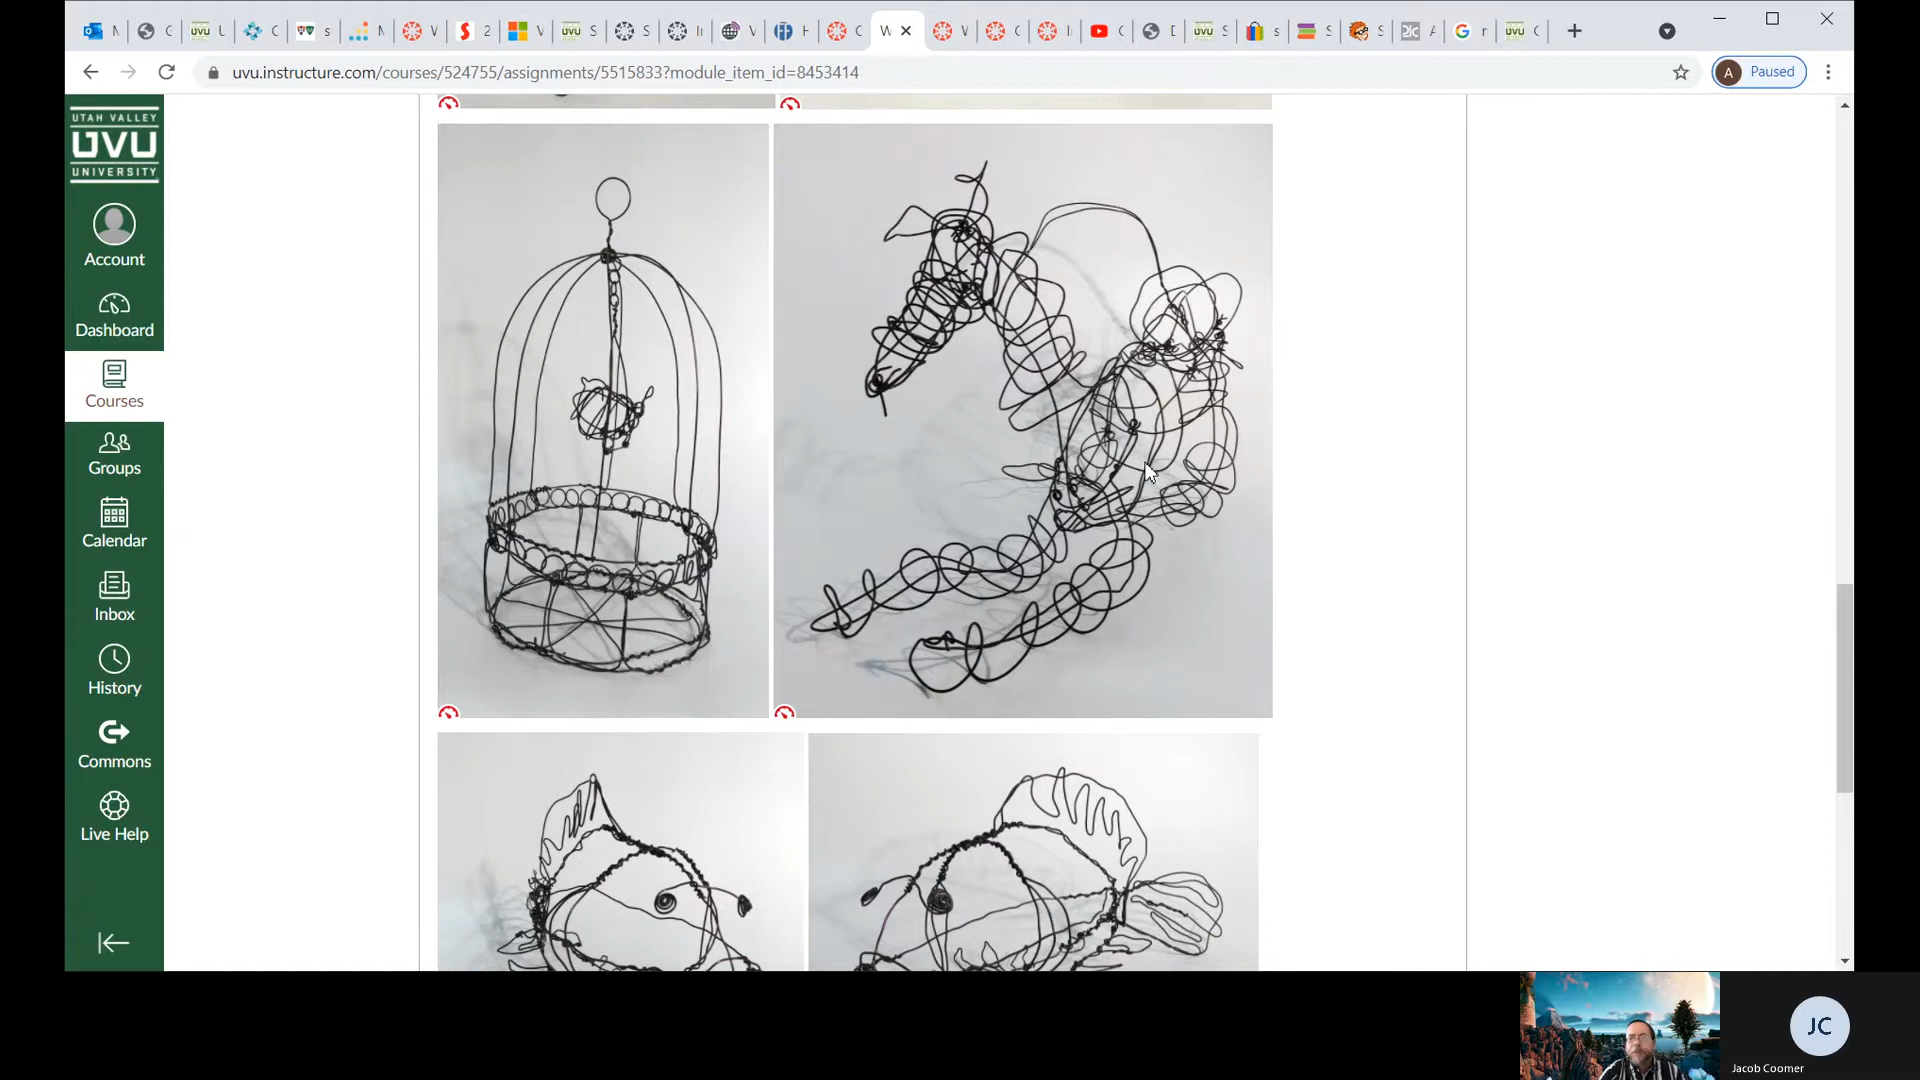 N
C
U
C
s
N
V
2
V
S
S
I
V
H
C
W
V
C
I
C
D
S
s
S
S
A
r
C
uvu.instructure.com/courses/524755/assignments/5515833?module_item_id=8453414
A
Paused
UTAH VALLEY
UVU
UNIVERSITY
Account
Dashboard
Courses
Groups
Calendar
Inbox
History
Commons
Live Help
JC
Jacob Coomer